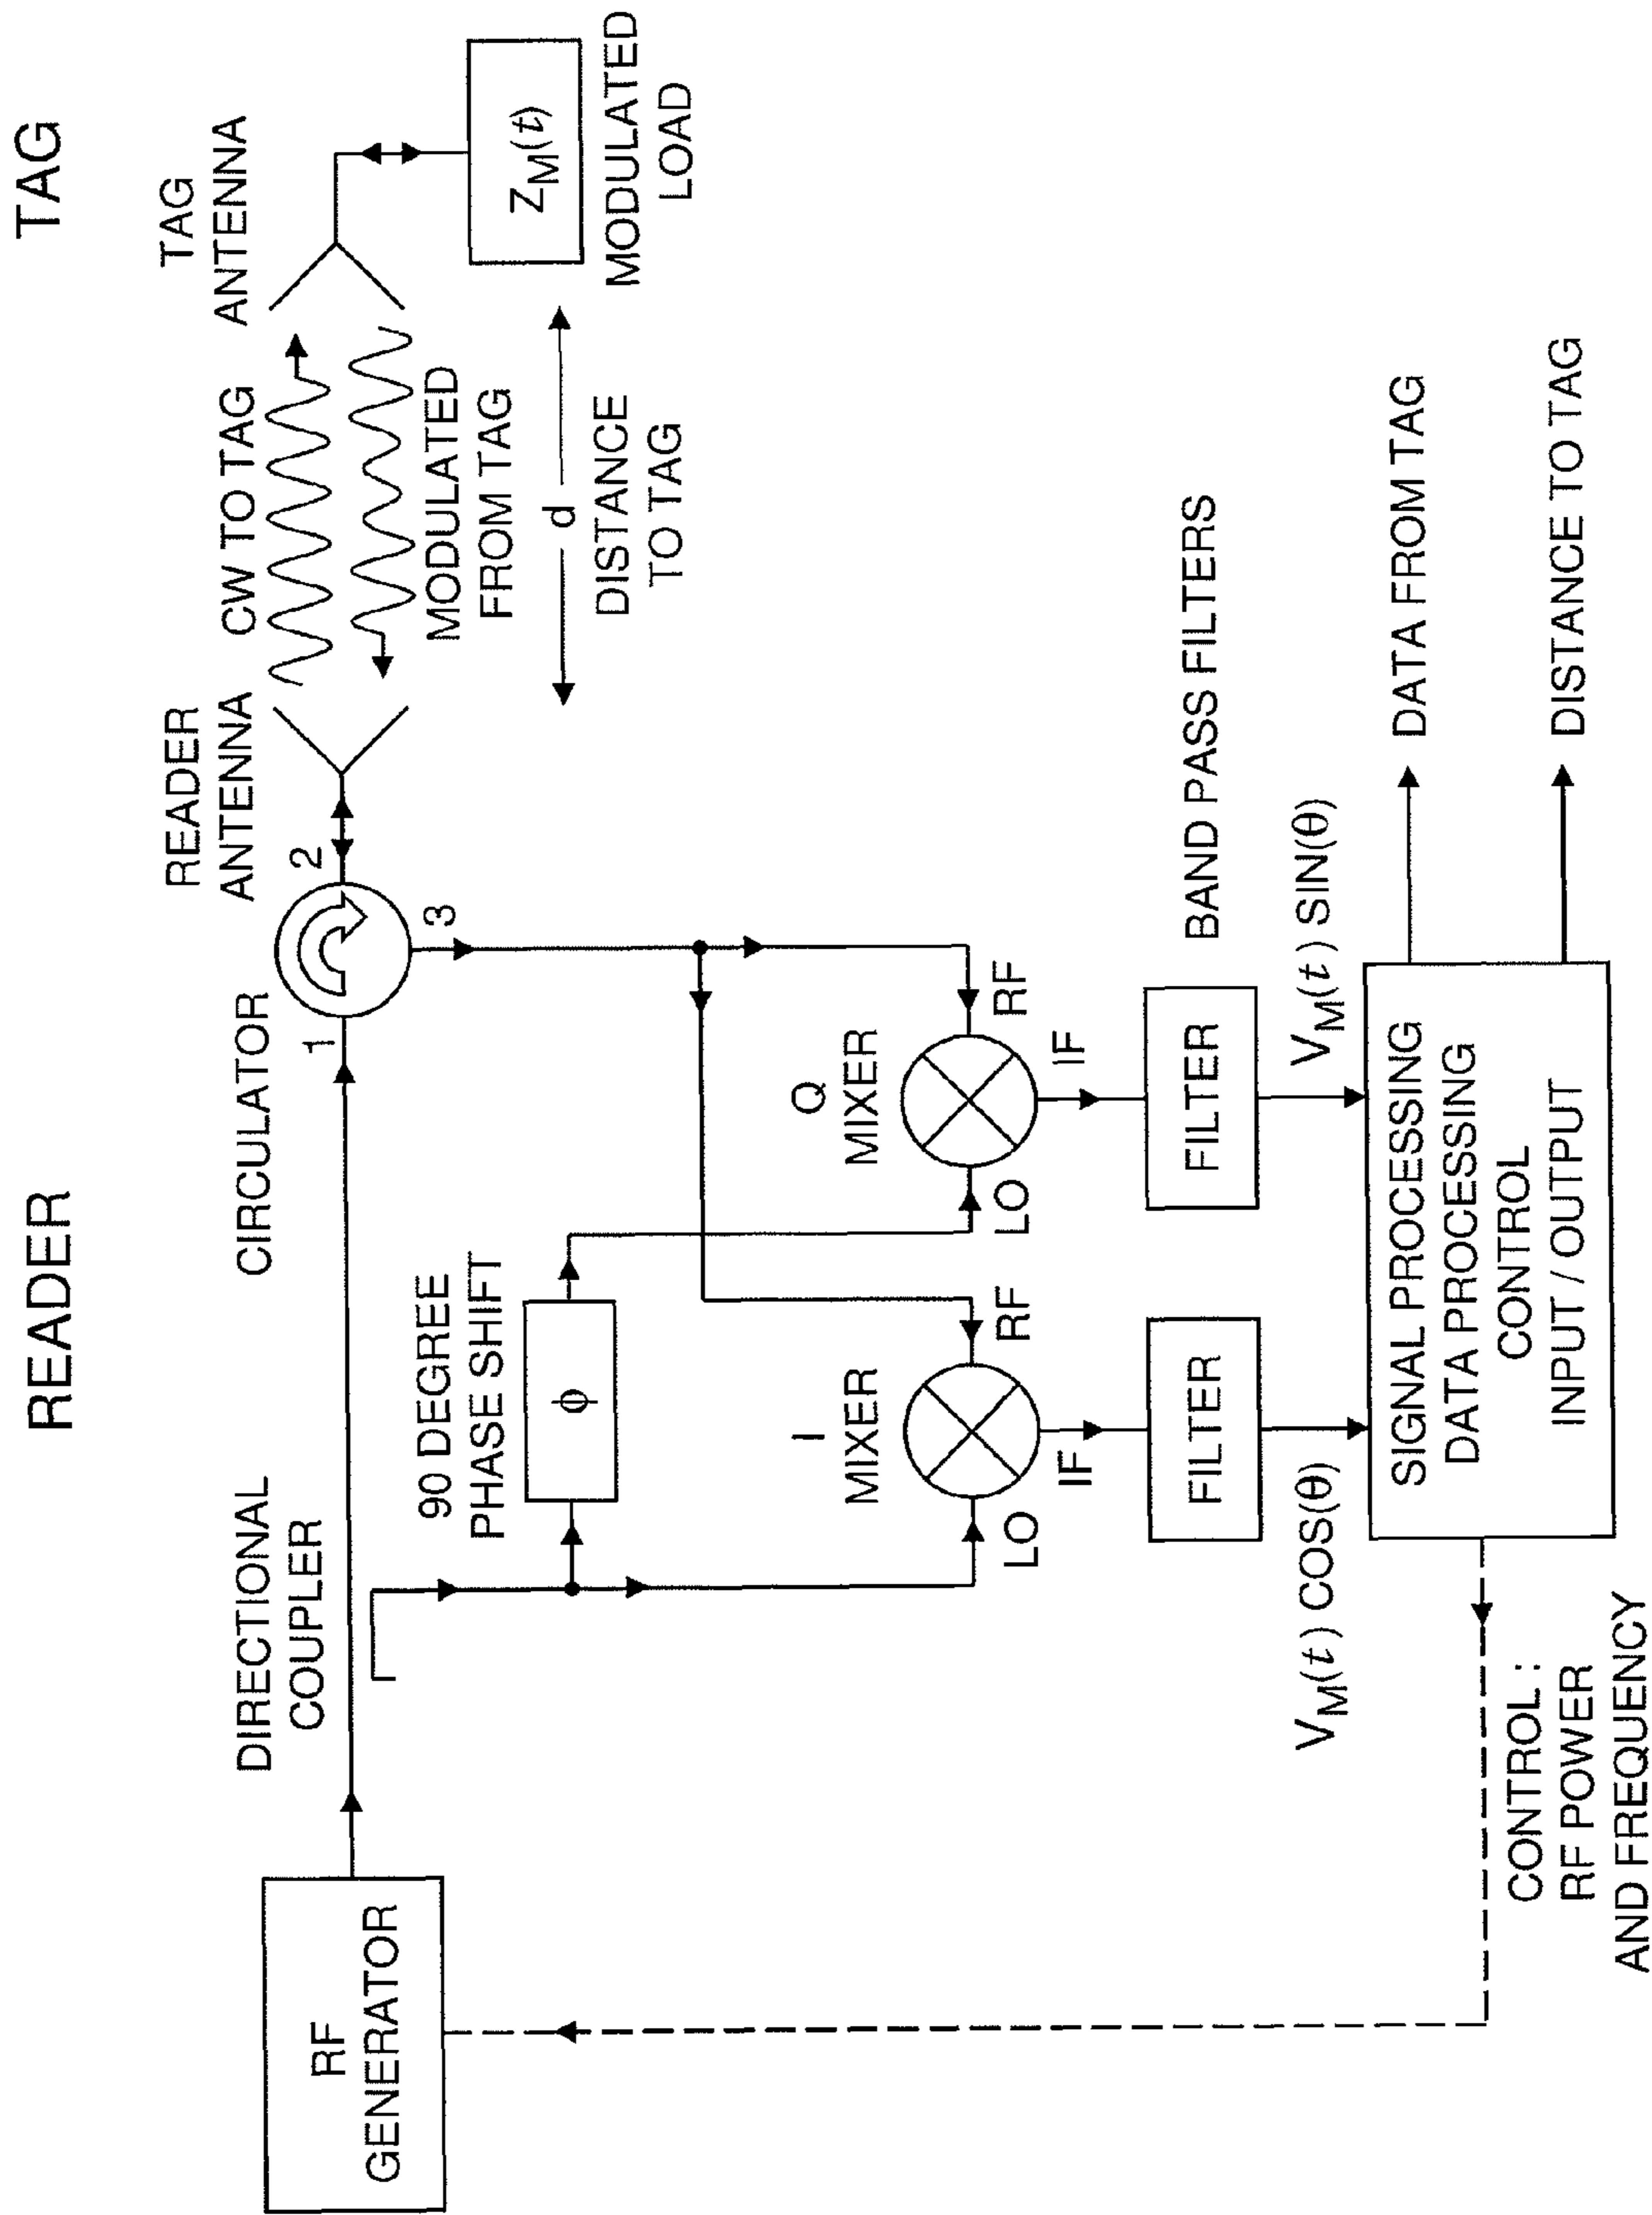 READER
TAG
RF
GENERATOR
DIRECTIONAL
COUPLER
CIRCULATOR
1
2
3
READER
ANTENNA
CW TO TAG
MODULATED
FROM TAG
d
DISTANCE
TO TAG
TAG
ANTENNA
Z_M(t)
MODULATED
LOAD
90 DEGREE
PHASE SHIFT
ϕ
I
MIXER
LO
RF
IF
Q
MIXER
LO
RF
IF
FILTER
FILTER
BAND PASS FILTERS
V_M(t) COS(θ)
V_M(t) SIN(θ)
SIGNAL PROCESSING
DATA PROCESSING
CONTROL
INPUT / OUTPUT
DATA FROM TAG
DISTANCE TO TAG
CONTROL :
RF POWER
AND FREQUENCY